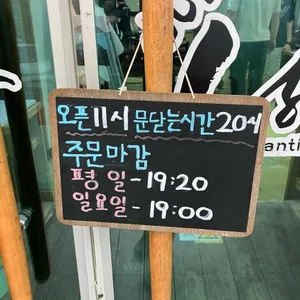 오픈 11시 문닫는시간 20시
주문마감
평일 - 19:20
일요일 - 19:00
anti